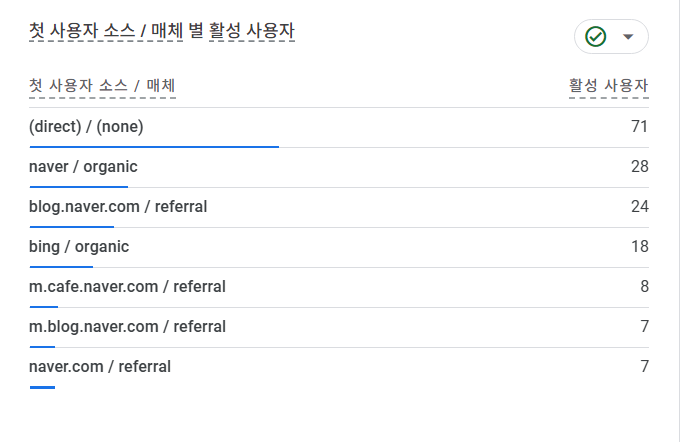 첫 사용자 소스 / 매체 별 활성 사용자
첫 사용자 소스 / 매체 활성 사용자
(direct) / (none) 71
naver / organic 28
blog.naver.com / referral 24
bing / organic 18
m.cafe.naver.com / referral 8
m.blog.naver.com / referral 7
naver.com / referral 7